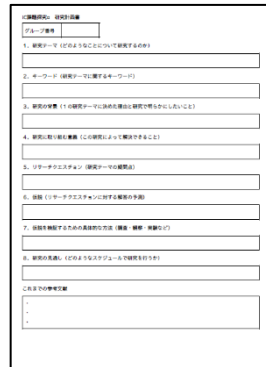 IC課題研究α 研究計画書
グループ番号
1．研究テーマ（どのようなことについて研究するのか）
2．キーワード（研究テーマに関するキーワード）
3．研究の背景（1の研究テーマに決めた理由と研究で明らかにしたいこと）
4．研究に取り組む意義（この研究によって解決できること）
5．リサーチクエスチョン（研究テーマの疑問点）
6．仮説（リサーチクエスチョンに対する解答の予測）
7．仮説を検証するための具体的な方法（調査・観察・実験など）
8．研究の見通し（どのようなスケジュールで研究を行うか）
これまでの参考文献
・
・
・